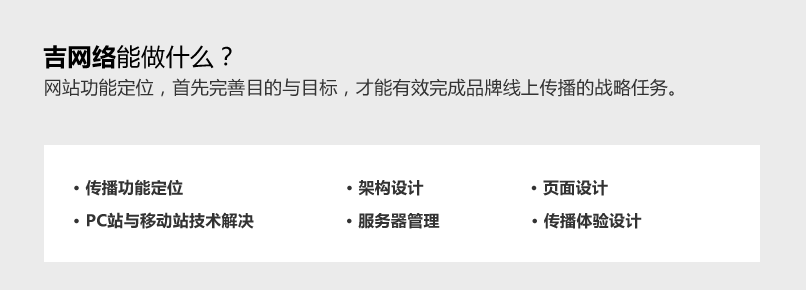 吉网络能做什么？
网站功能定位，首先完善目的与目标，才能有效完成品牌线上传播的战略任务。
• 传播功能定位 • 架构设计 • 页面设计
• PC站与移动站技术解决 • 服务器管理 • 传播体验设计